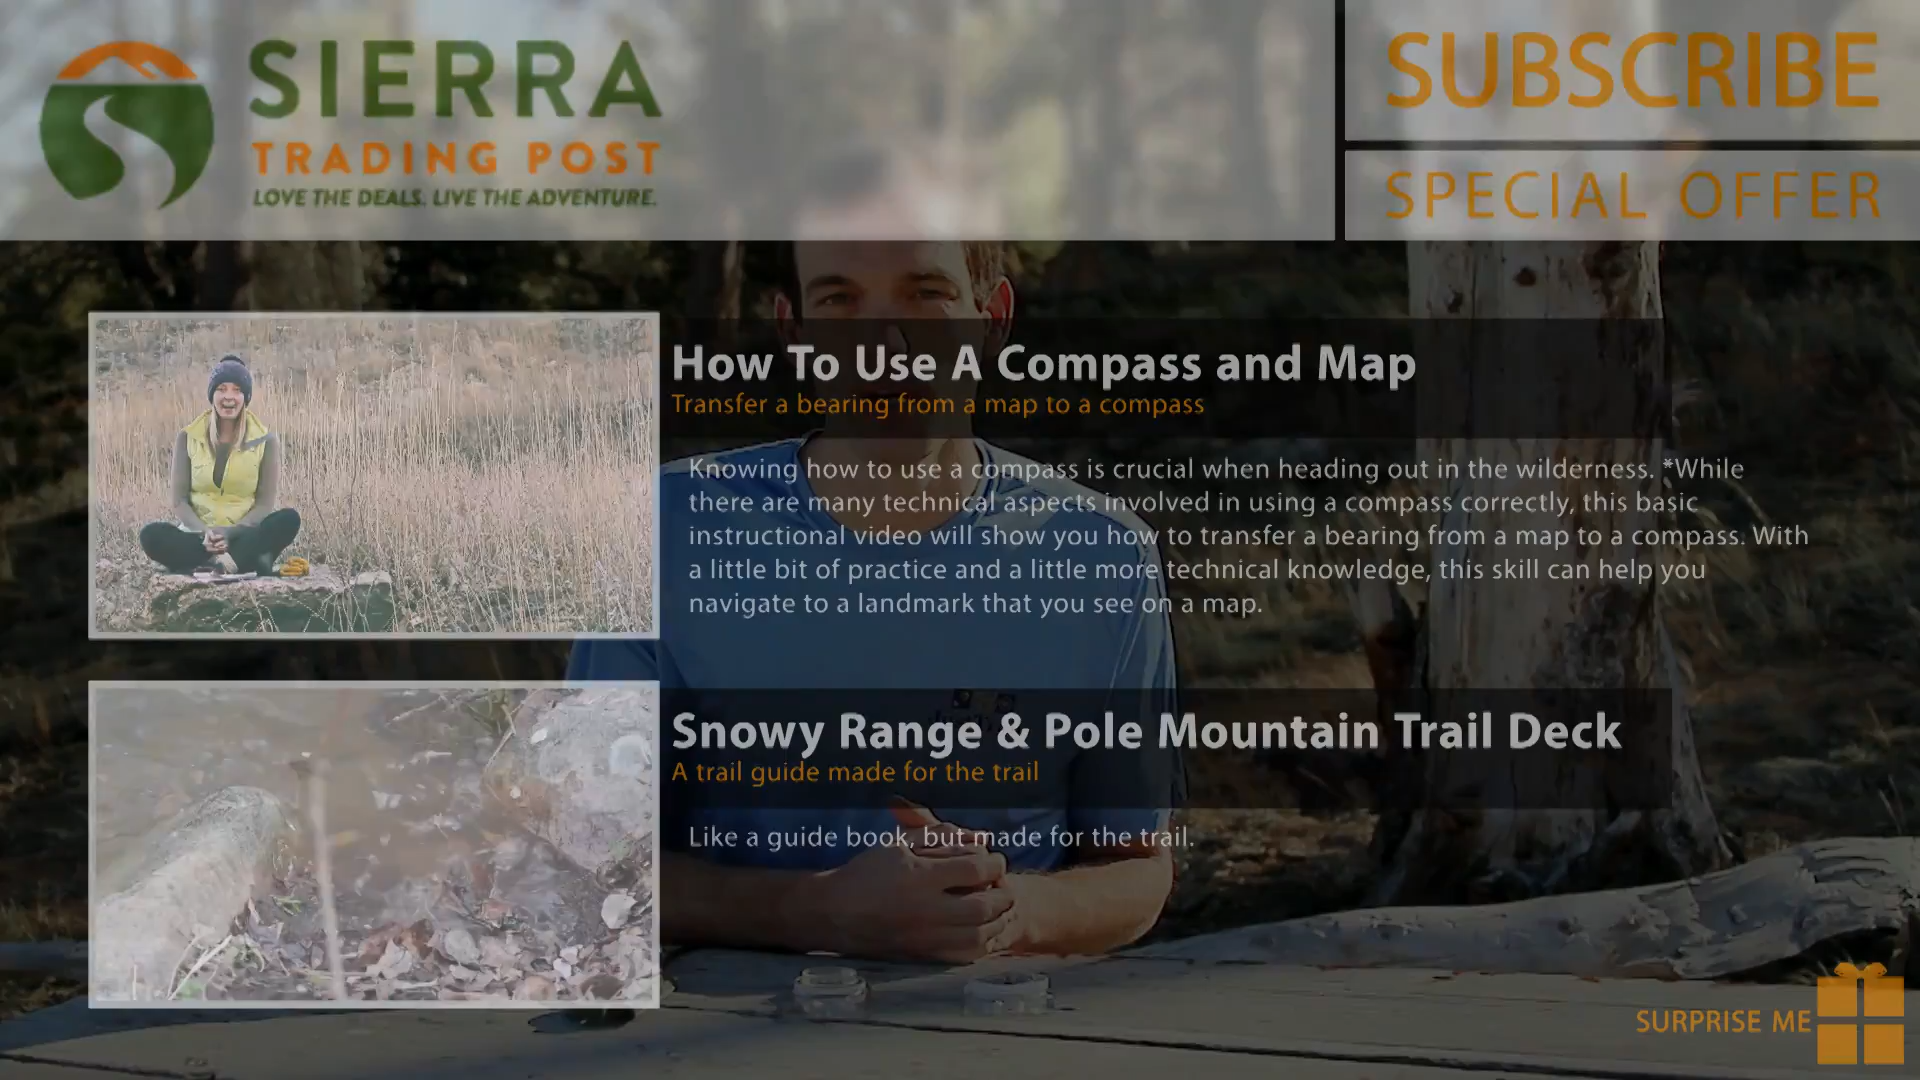 SIERRA
TRADING POST
LOVE THE DEALS. LIVE THE ADVENTURE.
SUBSCRIBE
SPECIAL OFFER
How To Use A Compass and Map
Transfer a bearing from a map to a compass
Knowing how to use a compass is crucial when heading out in the wilderness. *While
there are many technical aspects involved in using a compass correctly, this basic
instructional video will show you how to transfer a bearing from a map to a compass. With
a little bit of practice and a little more technical knowledge, this skill can help you
navigate to a landmark that you see on a map.
Snowy Range & Pole Mountain Trail Deck
A trail guide made for the trail
Like a guide book, but made for the trail.
SURPRISE ME